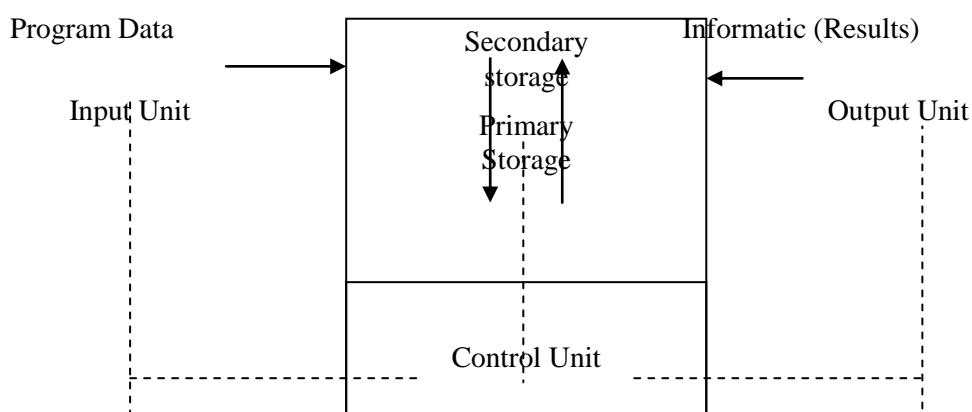 Program Data
Secondary
storage
Informatic (Results)
Input Unit
Primary
Storage
Output Unit
Control Unit